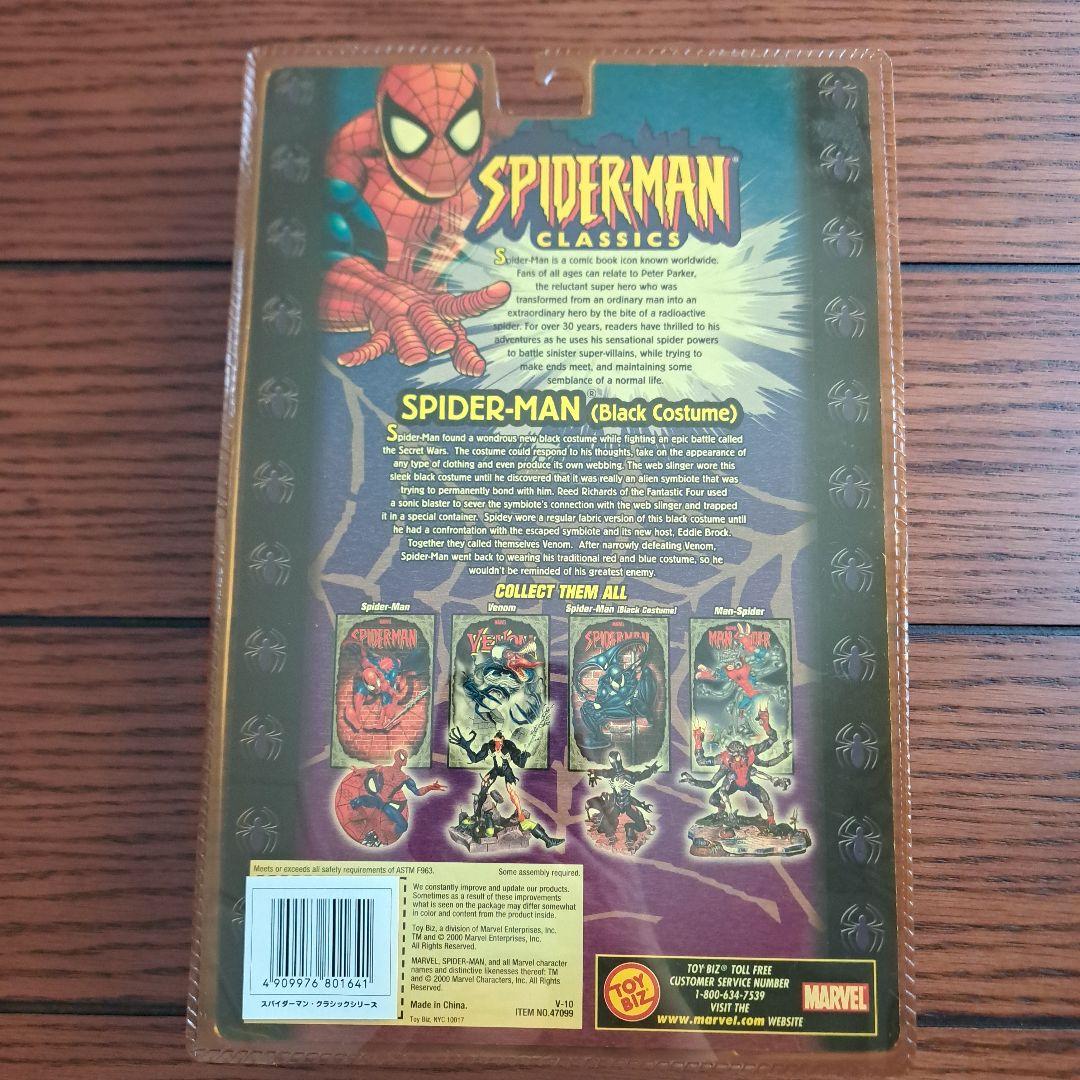 SPIDER-MAN®
CLASSICS
Spider-Man is a comic book icon known worldwide.
Fans of all ages can relate to Peter Parker,
the reluctant super hero who was
transformed from an ordinary man into an
extraordinary hero by the bite of a radioactive
spider. For over 30 years, readers have thrilled to his
adventures as he uses his sensational spider powers
to battle sinister super-villains, while trying to
make ends meet, and maintaining some
semblance of a normal life.
SPIDER-MAN® (Black Costume)
Spider-Man found a wondrous new black costume while fighting an epic battle called
the Secret Wars. The costume could respond to his thoughts, take on the appearance of
any type of clothing and even produce its own webbing. The web slinger wore this
sleek black costume until he discovered that it was really an alien symbiote that was
trying to permanently bond with him. Reed Richards of the Fantastic Four used
a sonic blaster to sever the symbiote's connection with the web slinger and trapped
it in a special container. Spidey wore a regular fabric version of this black costume until
he had a confrontation with the escaped symbiote and its new host, Eddie Brock.
Together they called themselves Venom. After narrowly defeating Venom,
Spider-Man went back to wearing his traditional red and blue costume, so he
wouldn't be reminded of his greatest enemy.
COLLECT THEM ALL
Spider-Man Venom Spider-Man (Black Costume) Man-Spider
SPIDER-MAN VENOM SPIDER-MAN
Meets or exceeds all safety requirements of ASTM F963. Some assembly required.
We constantly improve and update our products.
Sometimes as a result of these improvements
what is seen on the package may differ somewhat
in color and content from the product inside.
Toy Biz, a division of Marvel Enterprises, Inc.
TM and © 2000 Marvel Enterprises, Inc.
All Rights Reserved.
MARVEL, SPIDER-MAN, and all Marvel character
names and distinctive likenesses thereof: TM
and © 2000 Marvel Characters, Inc. All Rights
Reserved.
Made in China. V-10
Toy Biz, NYC 10017 ITEM NO.47099
4 909976 801641
スパイダーマン・クラシックシリーズ
TOY BIZ
TOY BIZ® TOLL FREE
CUSTOMER SERVICE NUMBER
1-800-634-7539
VISIT THE
www.marvel.com WEBSITE
MARVEL